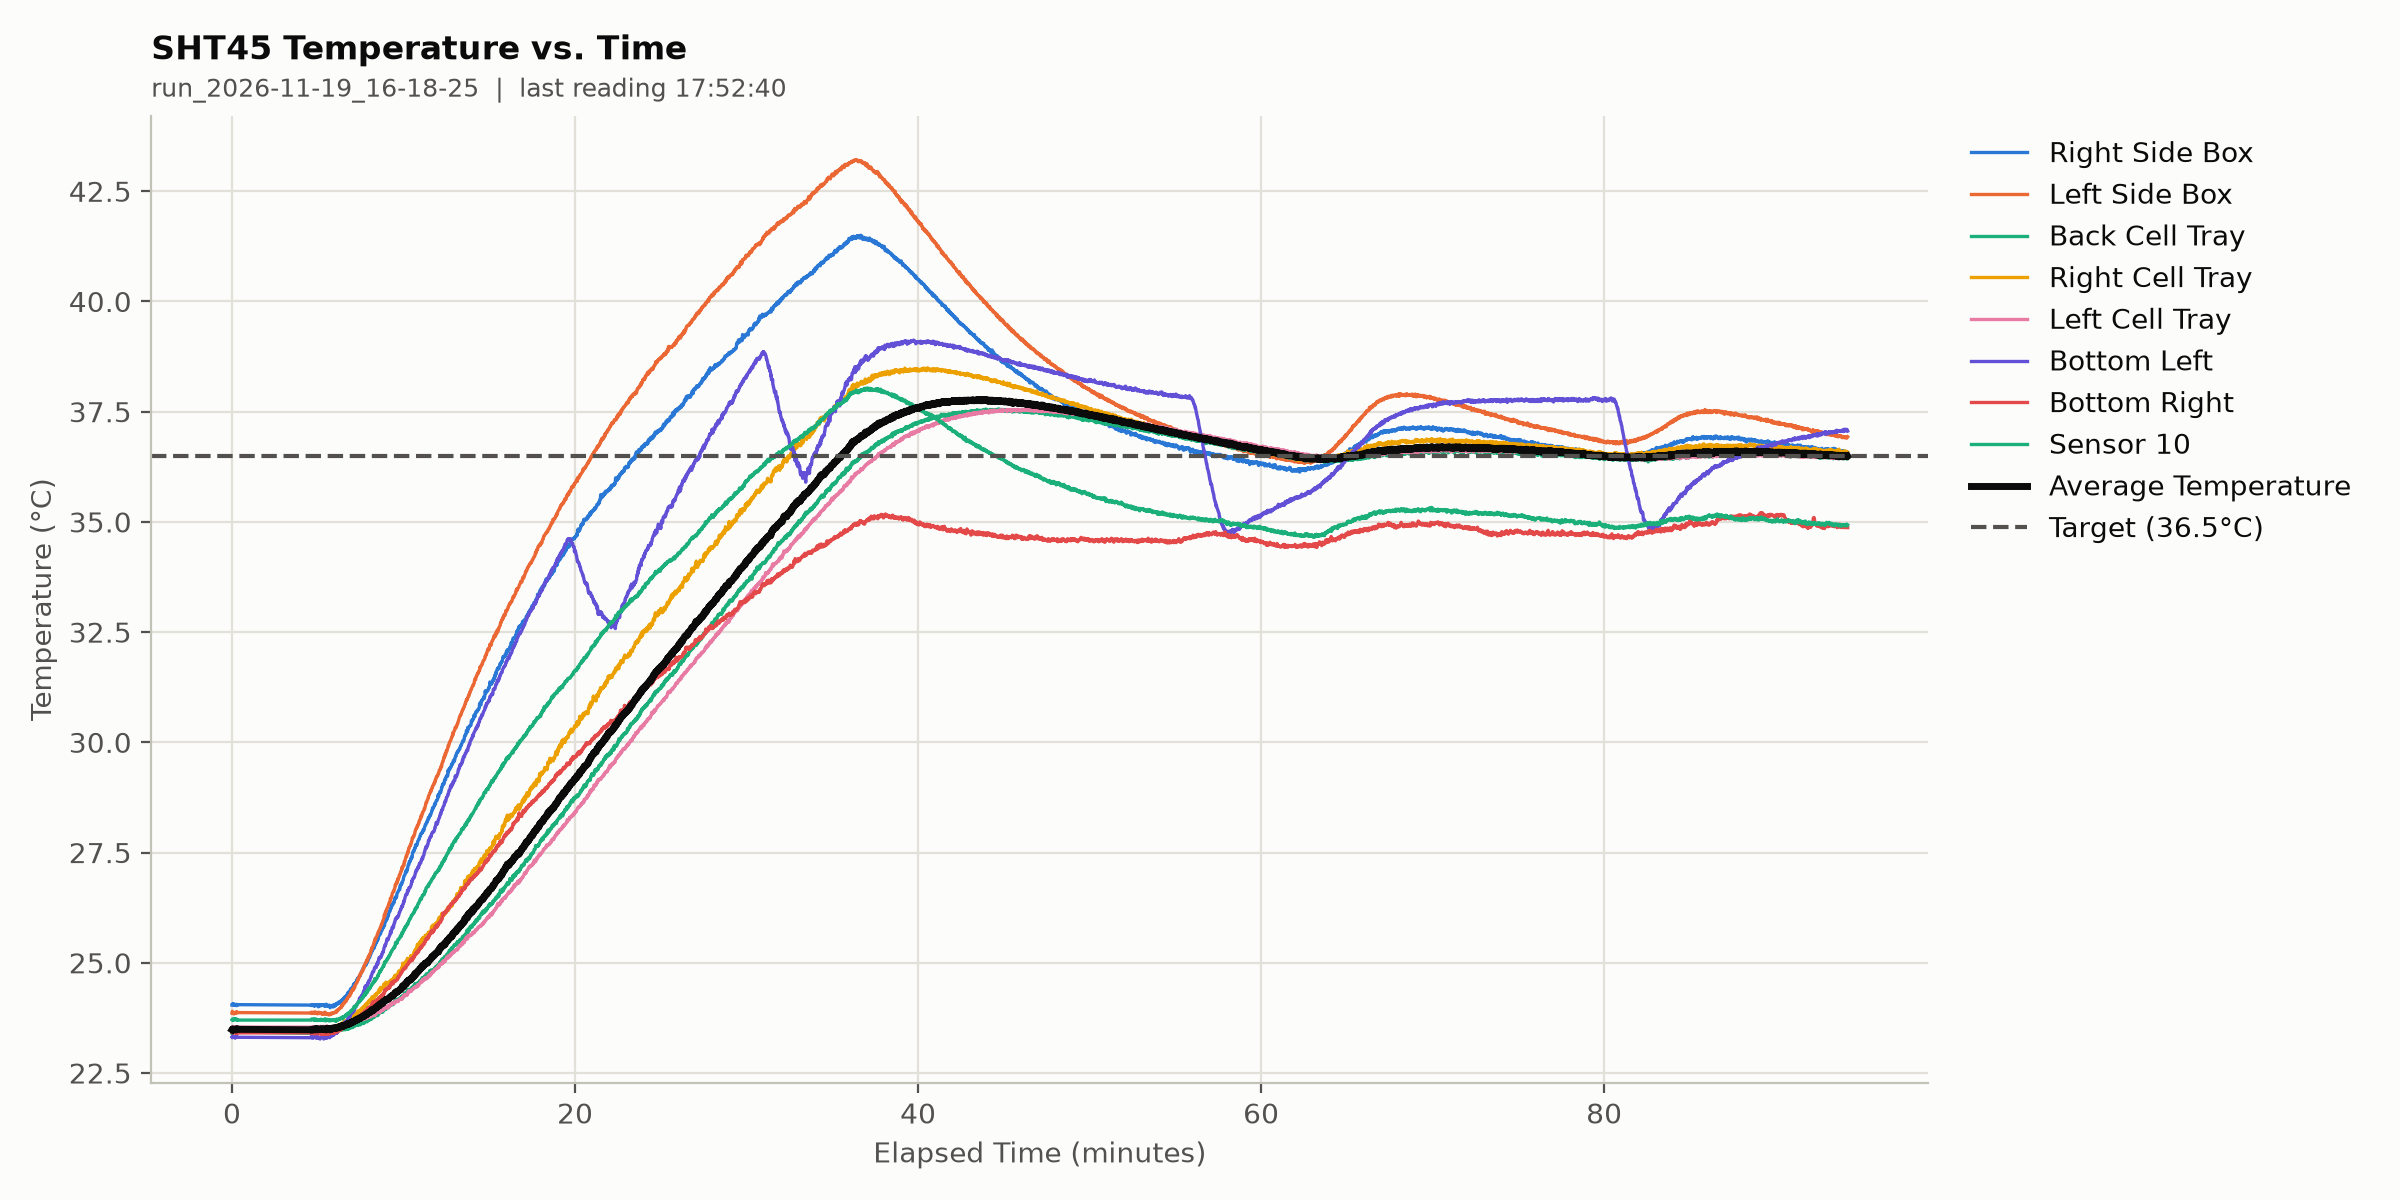 SHT45 Temperature vs. Time
run_2026-11-19_16-18-25 | last reading 17:52:40
Temperature (°C)
42.5
40.0
37.5
35.0
32.5
30.0
27.5
25.0
22.5
0 20 40 60 80
Elapsed Time (minutes)
Right Side Box
Left Side Box
Back Cell Tray
Right Cell Tray
Left Cell Tray
Bottom Left
Bottom Right
Sensor 10
Average Temperature
Target (36.5°C)